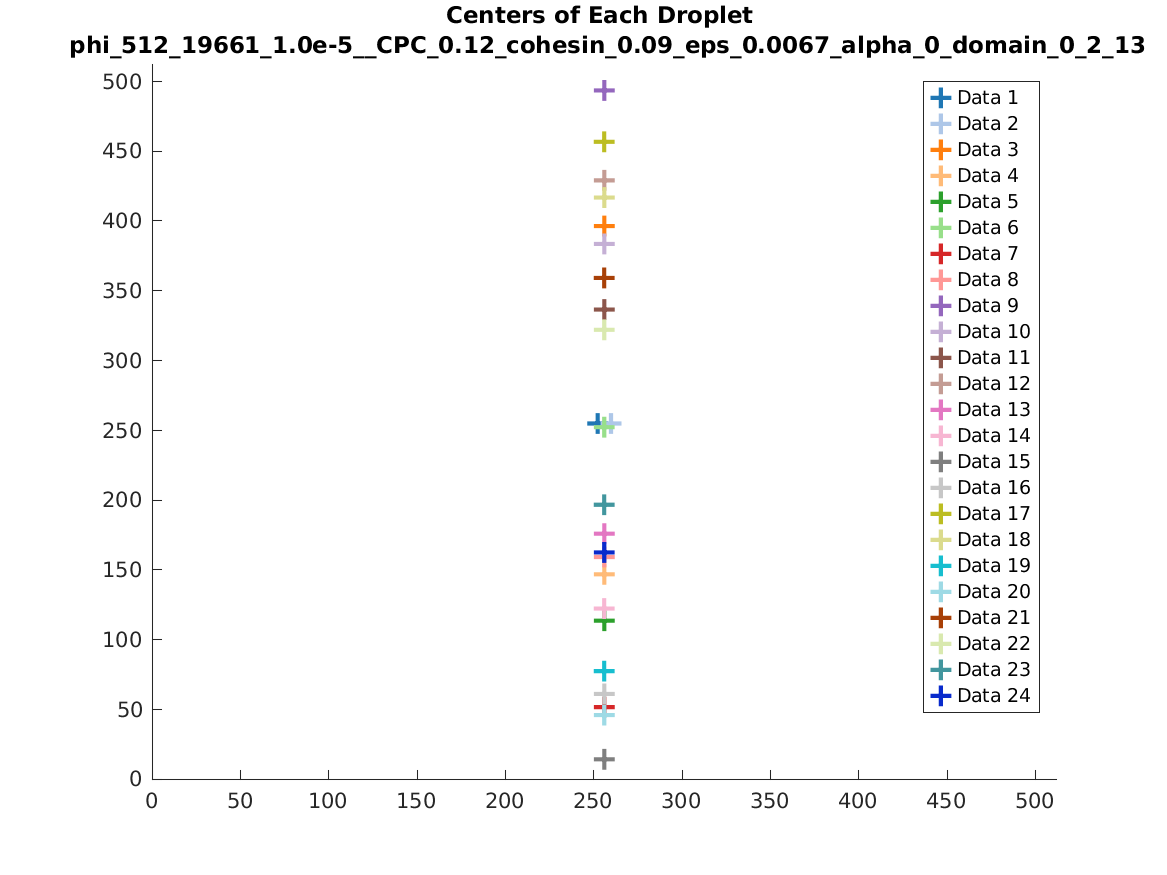 Centers of Each Droplet
phi_512_19661_1.0e-5__CPC_0.12_cohesin_0.09_eps_0.0067_alpha_0_domain_0_2_13
500
450
400
350
300
250
200
150
100
50
0
0 50 100 150 200 250 300 350 400 450 500
Data 1
Data 2
Data 3
Data 4
Data 5
Data 6
Data 7
Data 8
Data 9
Data 10
Data 11
Data 12
Data 13
Data 14
Data 15
Data 16
Data 17
Data 18
Data 19
Data 20
Data 21
Data 22
Data 23
Data 24